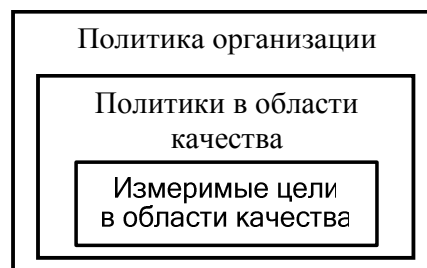 Политика организации
Политики в области
качества
Измеримые цели
в области качества